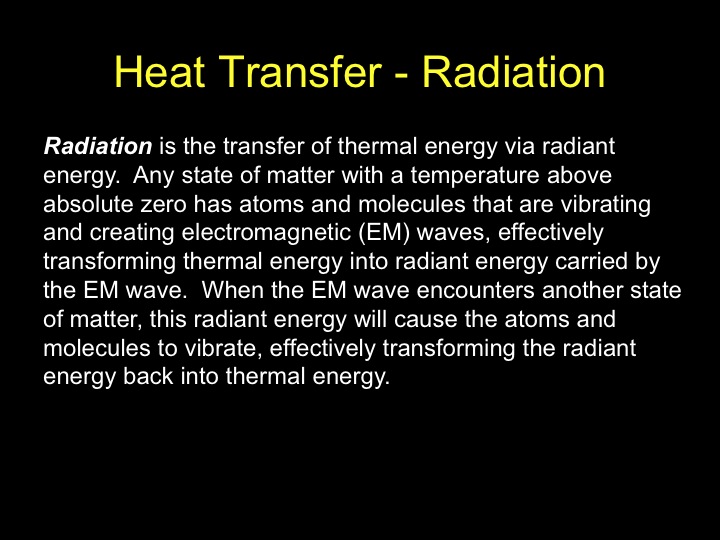 Heat Transfer - Radiation
Radiation is the transfer of thermal energy via radiant
energy.  Any state of matter with a temperature above
absolute zero has atoms and molecules that are vibrating
and creating electromagnetic (EM) waves, effectively
transforming thermal energy into radiant energy carried by
the EM wave.  When the EM wave encounters another state
of matter, this radiant energy will cause the atoms and
molecules to vibrate, effectively transforming the radiant
energy back into thermal energy.